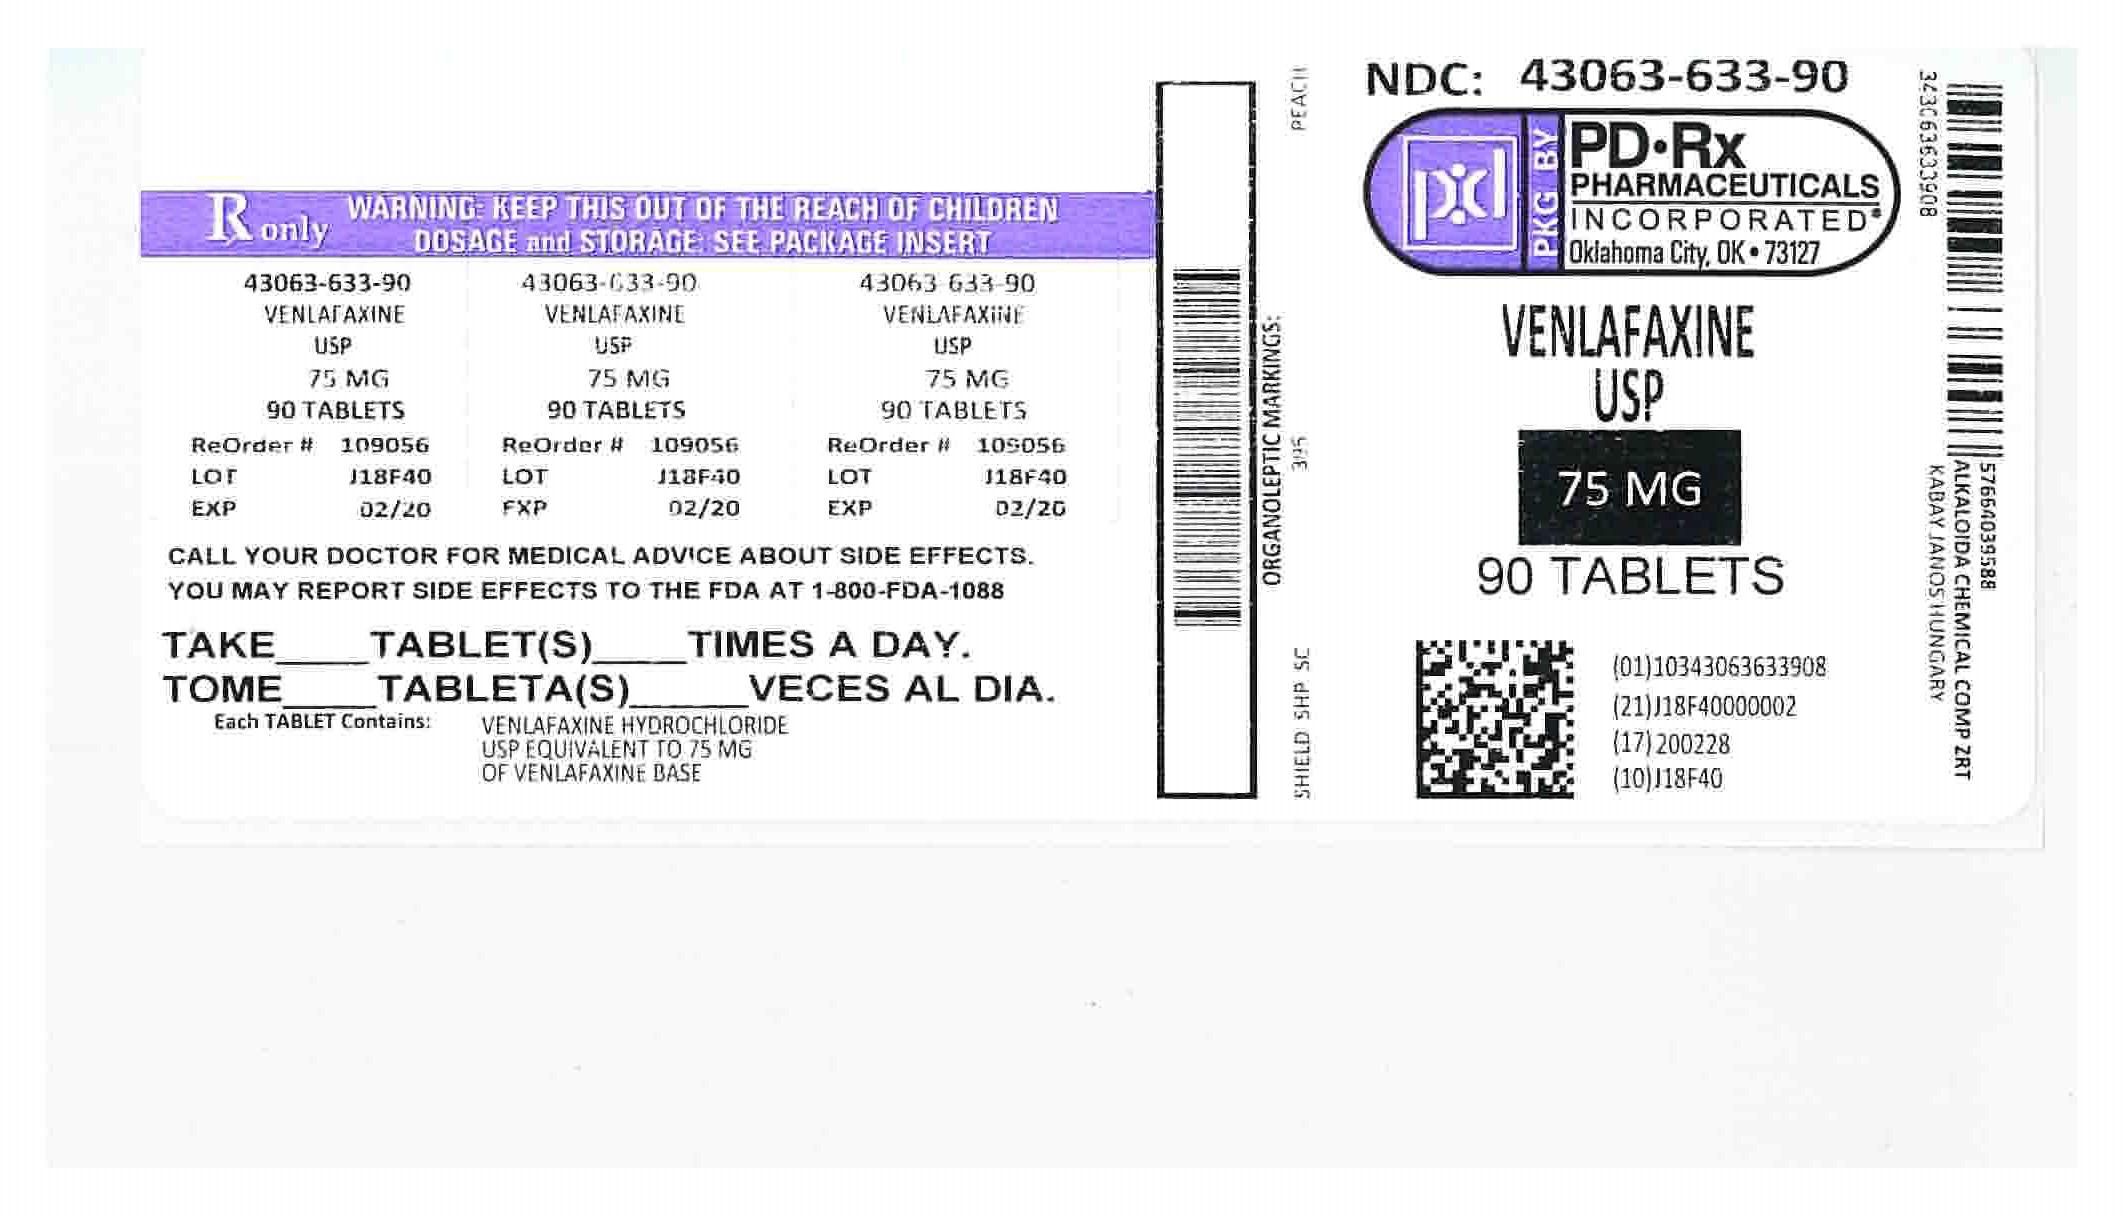 Rx only
WARNING: KEEP THIS OUT OF THE REACH OF CHILDREN
DOSAGE and STORAGE: SEE PACKAGE INSERT
43063-633-90
VENLAFAXINE
USP
75 MG
90 TABLETS
ReOrder # 109056
LOT J18F40
EXP 02/20
43063-633-90
VENLAFAXINE
USP
75 MG
90 TABLETS
ReOrder # 109056
LOT J18F40
EXP 02/20
43063-633-90
VENLAFAXINE
USP
75 MG
90 TABLETS
ReOrder # 109056
LOT J18F40
EXP 02/20
CALL YOUR DOCTOR FOR MEDICAL ADVICE ABOUT SIDE EFFECTS.
YOU MAY REPORT SIDE EFFECTS TO THE FDA AT 1-800-FDA-1088
TAKE____TABLET(S)____TIMES A DAY.
TOME____TABLETA(S)_____VECES AL DIA.
Each TABLET Contains:
VENLAFAXINE HYDROCHLORIDE
USP EQUIVALENT TO 75 MG
OF VENLAFAXINE BASE
ORGANOLEPTIC MARKINGS:
SHIELD SHP SC
395
PEACH
NDC: 43063-633-90
pd
PKG BY
PD•Rx
PHARMACEUTICALS
INCORPORATED®
Oklahoma City, OK • 73127
VENLAFAXINE
USP
75 MG
90 TABLETS
(01)10343063633908
(21)J18F40000002
(17)200228
(10)J18F40
343063633908
57664039588
ALKALOIDA CHEMICAL COMP ZRT
KABAY JANOS HUNGARY